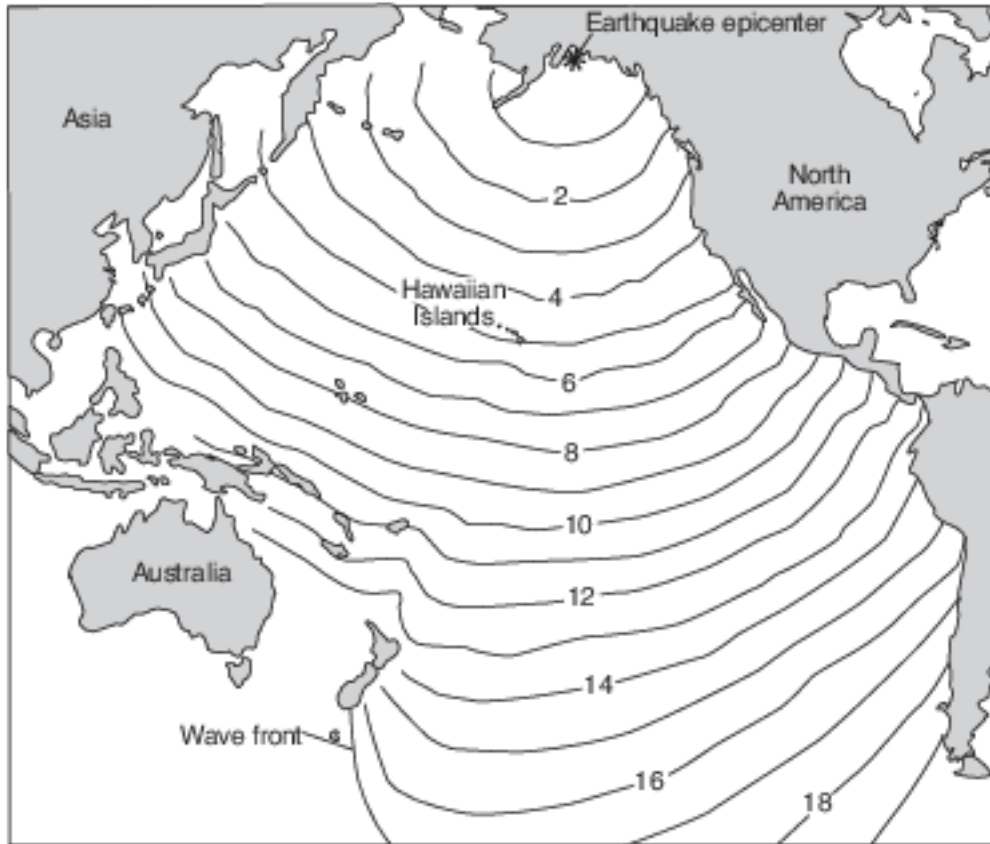 Earthquake epicenter
Asia
North
America
2
Hawaiian
Islands
4
6
8
10
12
Australia
14
Wave front
16
18